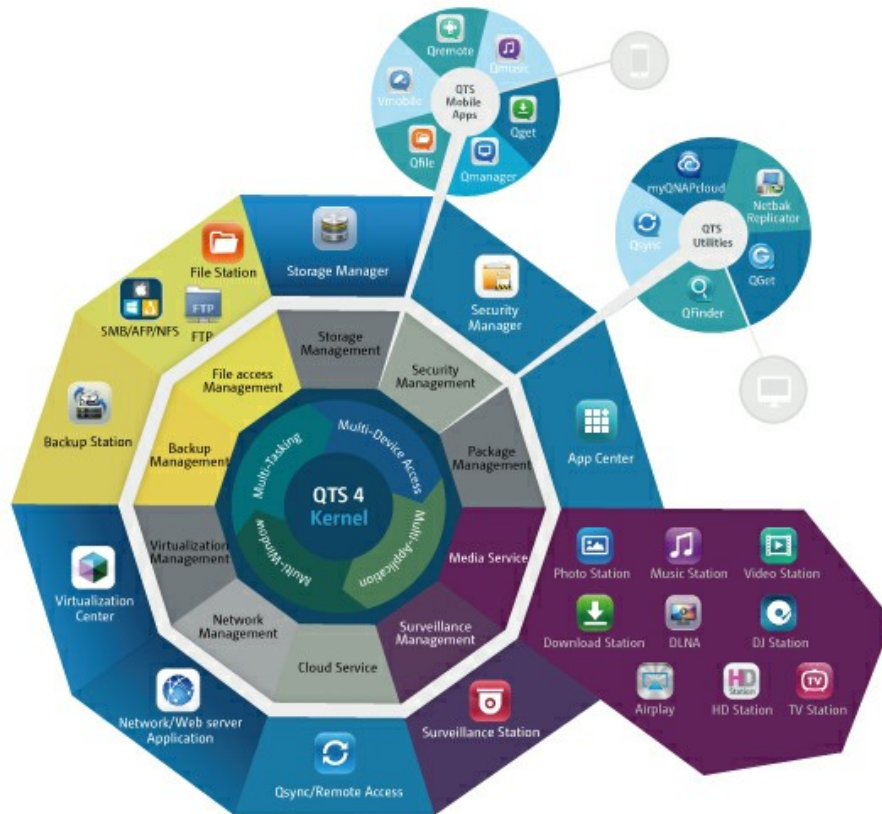 Qremote
Qmusic
Vmobile
QTS
Mobile
Apps
Qget
Qfile
Qmanager
myQNAPcloud
Netbak
Replicator
Qsync
QTS
Utilities
QGet
QFinder
File Station
Storage Manager
SMB/AFP/NFS
FTP
FTP
Security
Manager
Backup Station
App Center
Storage
Management
File access
Management
Security
Management
Backup
Management
Package
Management
Multi-Tasking
Multi-Device Access
QTS 4
Kernel
Multi-Window
Multi-Application
Virtualization
Management
Media Service
Network
Management
Surveillance
Management
Cloud Service
Virtualization
Center
Network/Web server
Application
Qsync/Remote Access
Surveillance Station
Photo Station
Music Station
Video Station
Download Station
DLNA
DJ Station
Airplay
HD
Station
HD Station
TV
TV Station